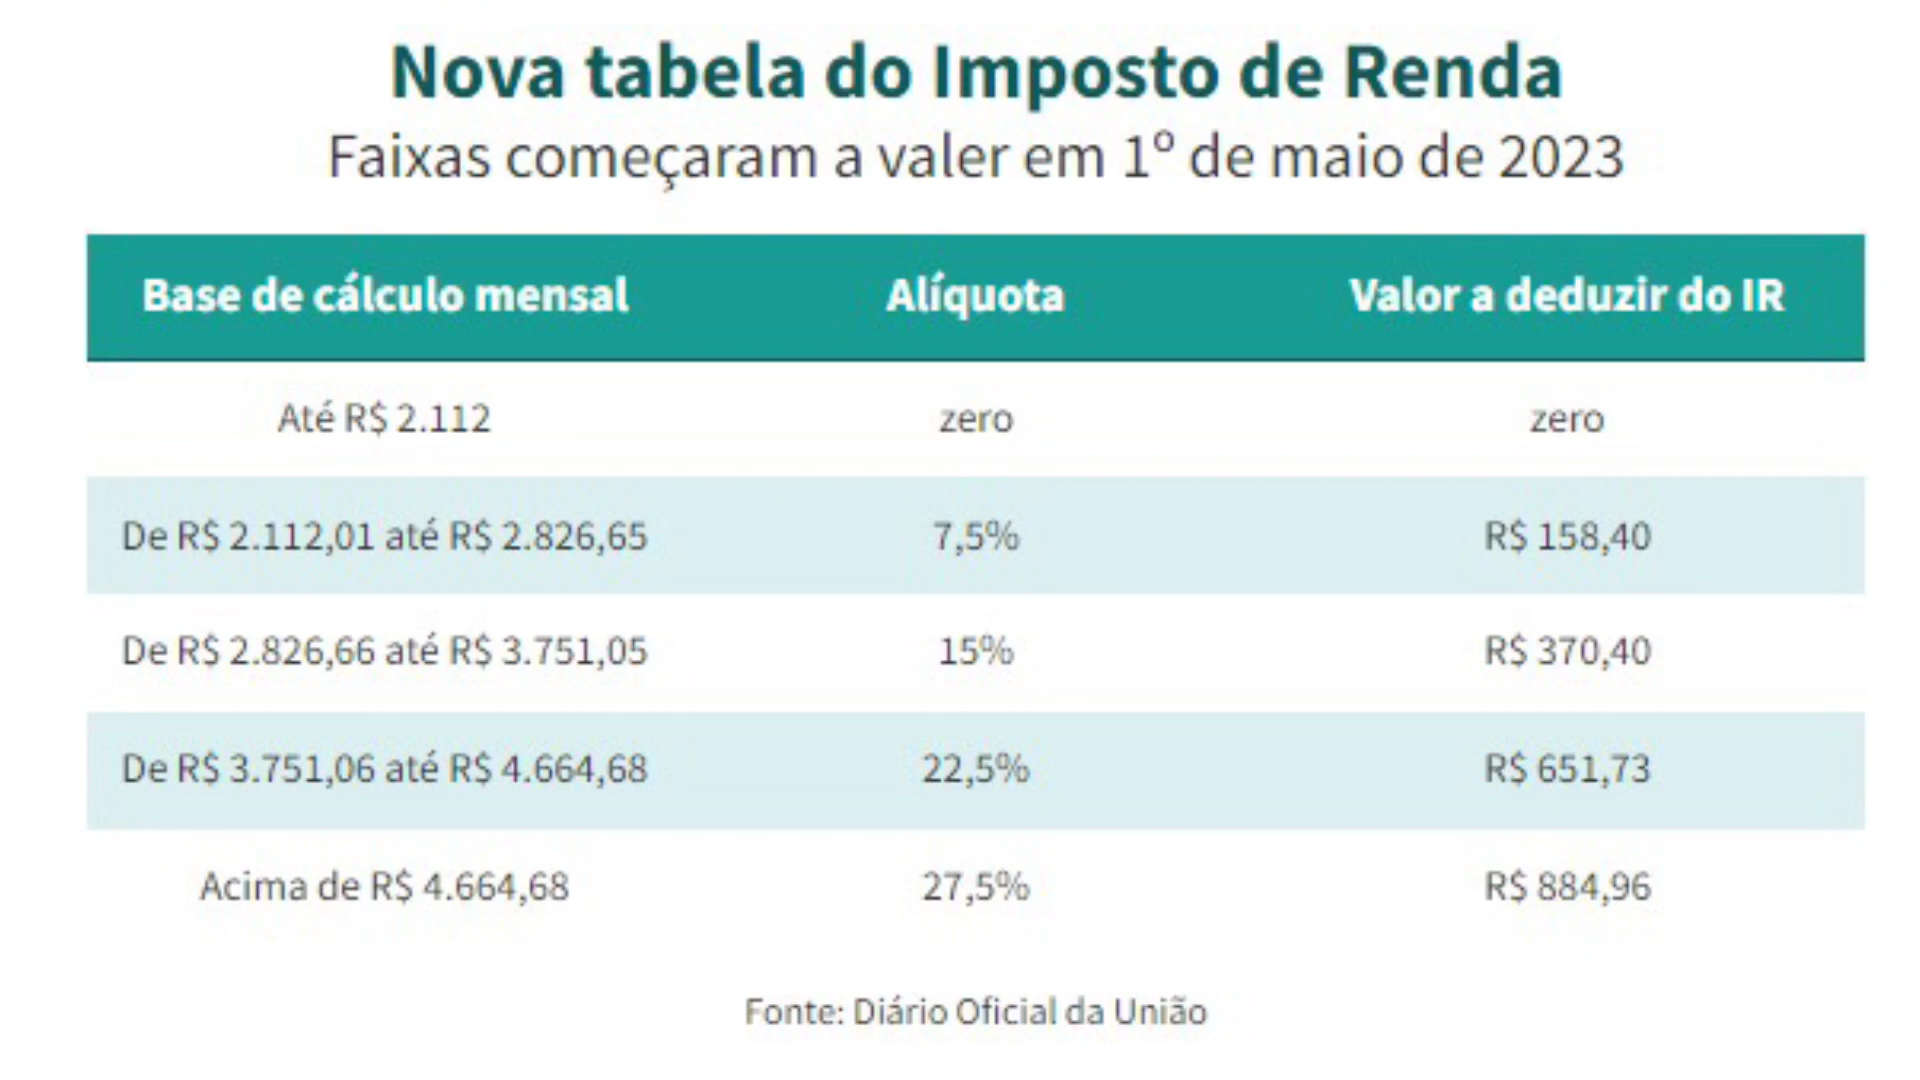 Nova tabela do Imposto de Renda
Faixas começaram a valer em 1º de maio de 2023
Base de cálculo mensal Alíquota Valor a deduzir do IR
Até R$ 2.112 zero zero
De R$ 2.112,01 até R$ 2.826,65 7,5% R$ 158,40
De R$ 2.826,66 até R$ 3.751,05 15% R$ 370,40
De R$ 3.751,06 até R$ 4.664,68 22,5% R$ 651,73
Acima de R$ 4.664,68 27,5% R$ 884,96
Fonte: Diário Oficial da União